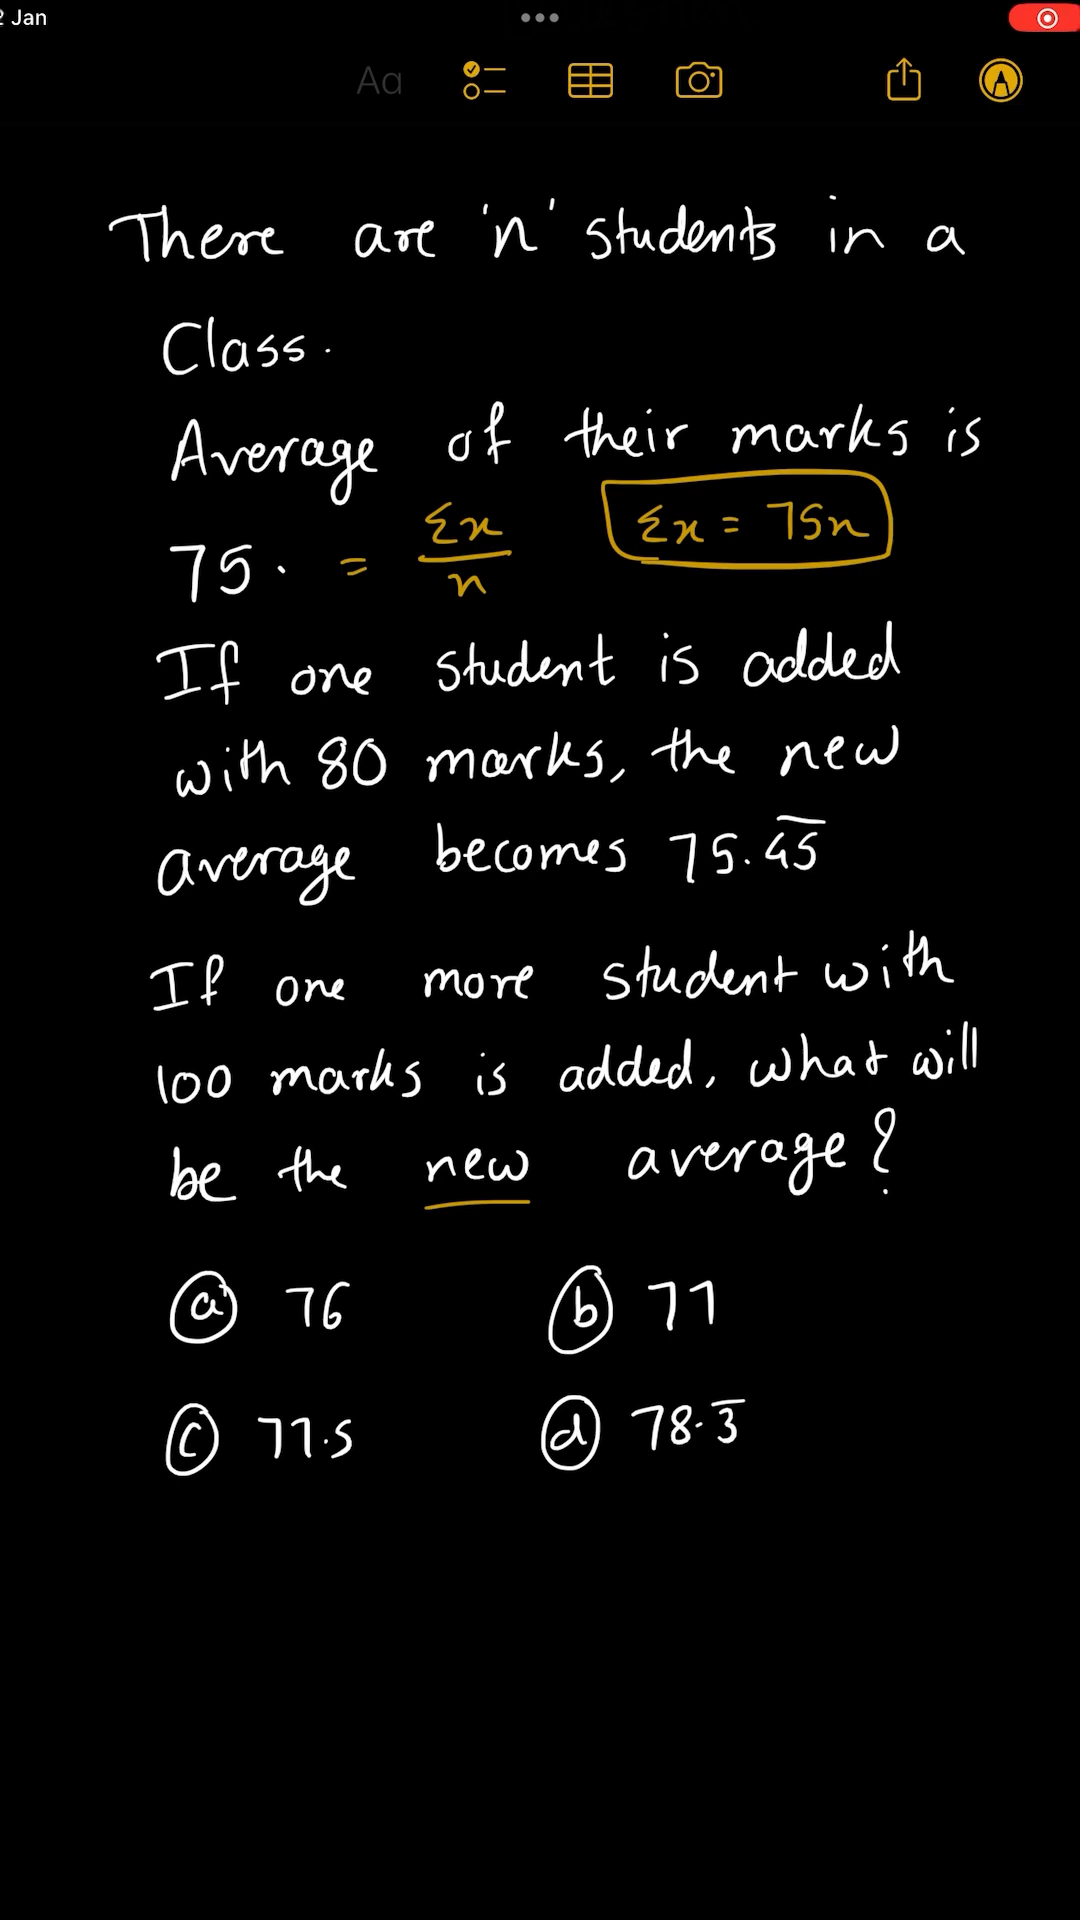 2 Jan
Aa
There are 'n' students in a
Class.
Average of their marks is
75. = Σx/n Σx = 75n
If one student is added
with 80 marks, the new
average becomes 75.4̅5̅
If one more student with
100 marks is added, what will
be the new average?
(a) 76 (b) 77
(c) 77.5 (d) 78.3̅